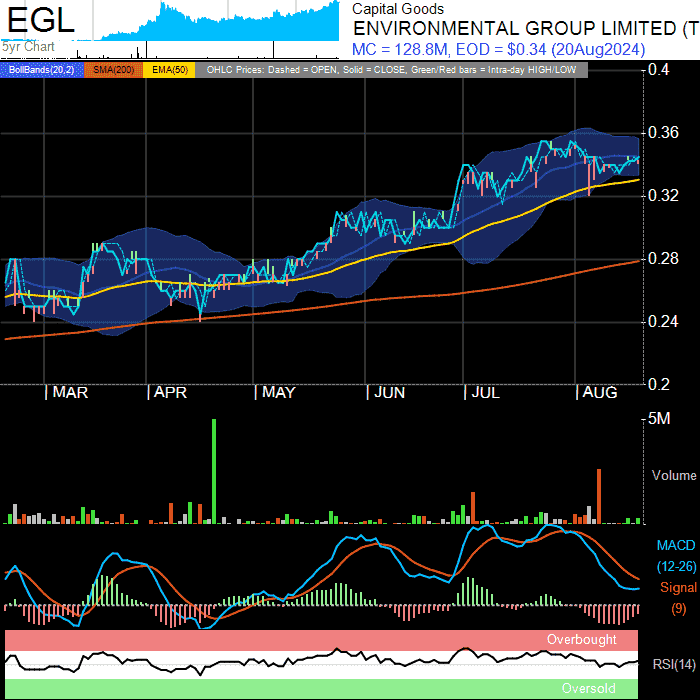 EGL
5yr Chart
Capital Goods
ENVIRONMENTAL GROUP LIMITED (T
MC = 128.8M, EOD = $0.34 (20Aug2024)
BollBands(20,2) SMA(200) EMA(50) OHLC Prices: Dashed = OPEN, Solid = CLOSE, Green/Red bars = Intra-day HIGH/LOW
0.4
0.36
0.32
0.28
0.24
0.2
| MAR | APR | MAY | JUN | JUL | AUG
5M
Volume
MACD
(12-26)
Signal
(9)
Overbought
RSI(14)
Oversold